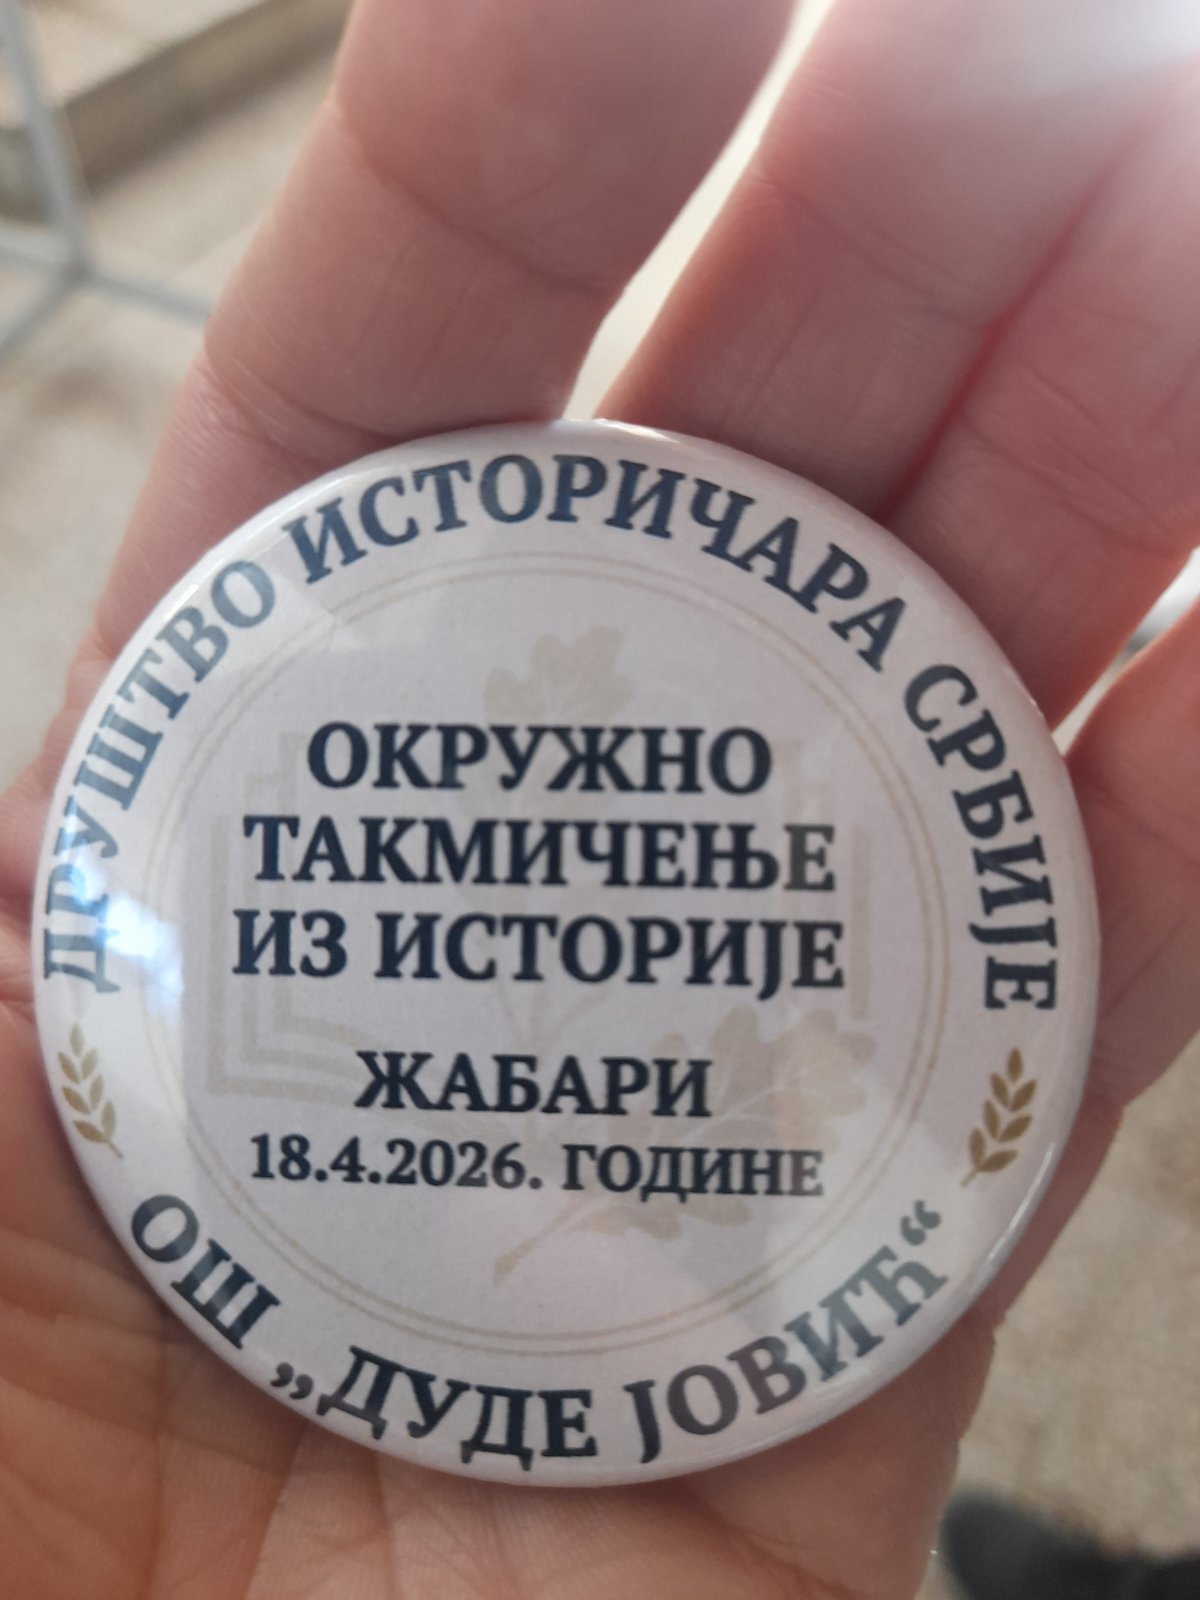 ДРУШТВО ИСТОРИЧАРА СРБИЈЕ
ОКРУЖНО
ТАКМИЧЕЊЕ
ИЗ ИСТОРИЈЕ
ЖАБАРИ
18.4.2026. ГОДИНЕ
ОШ „ДУДЕ ЈОВИЋ“